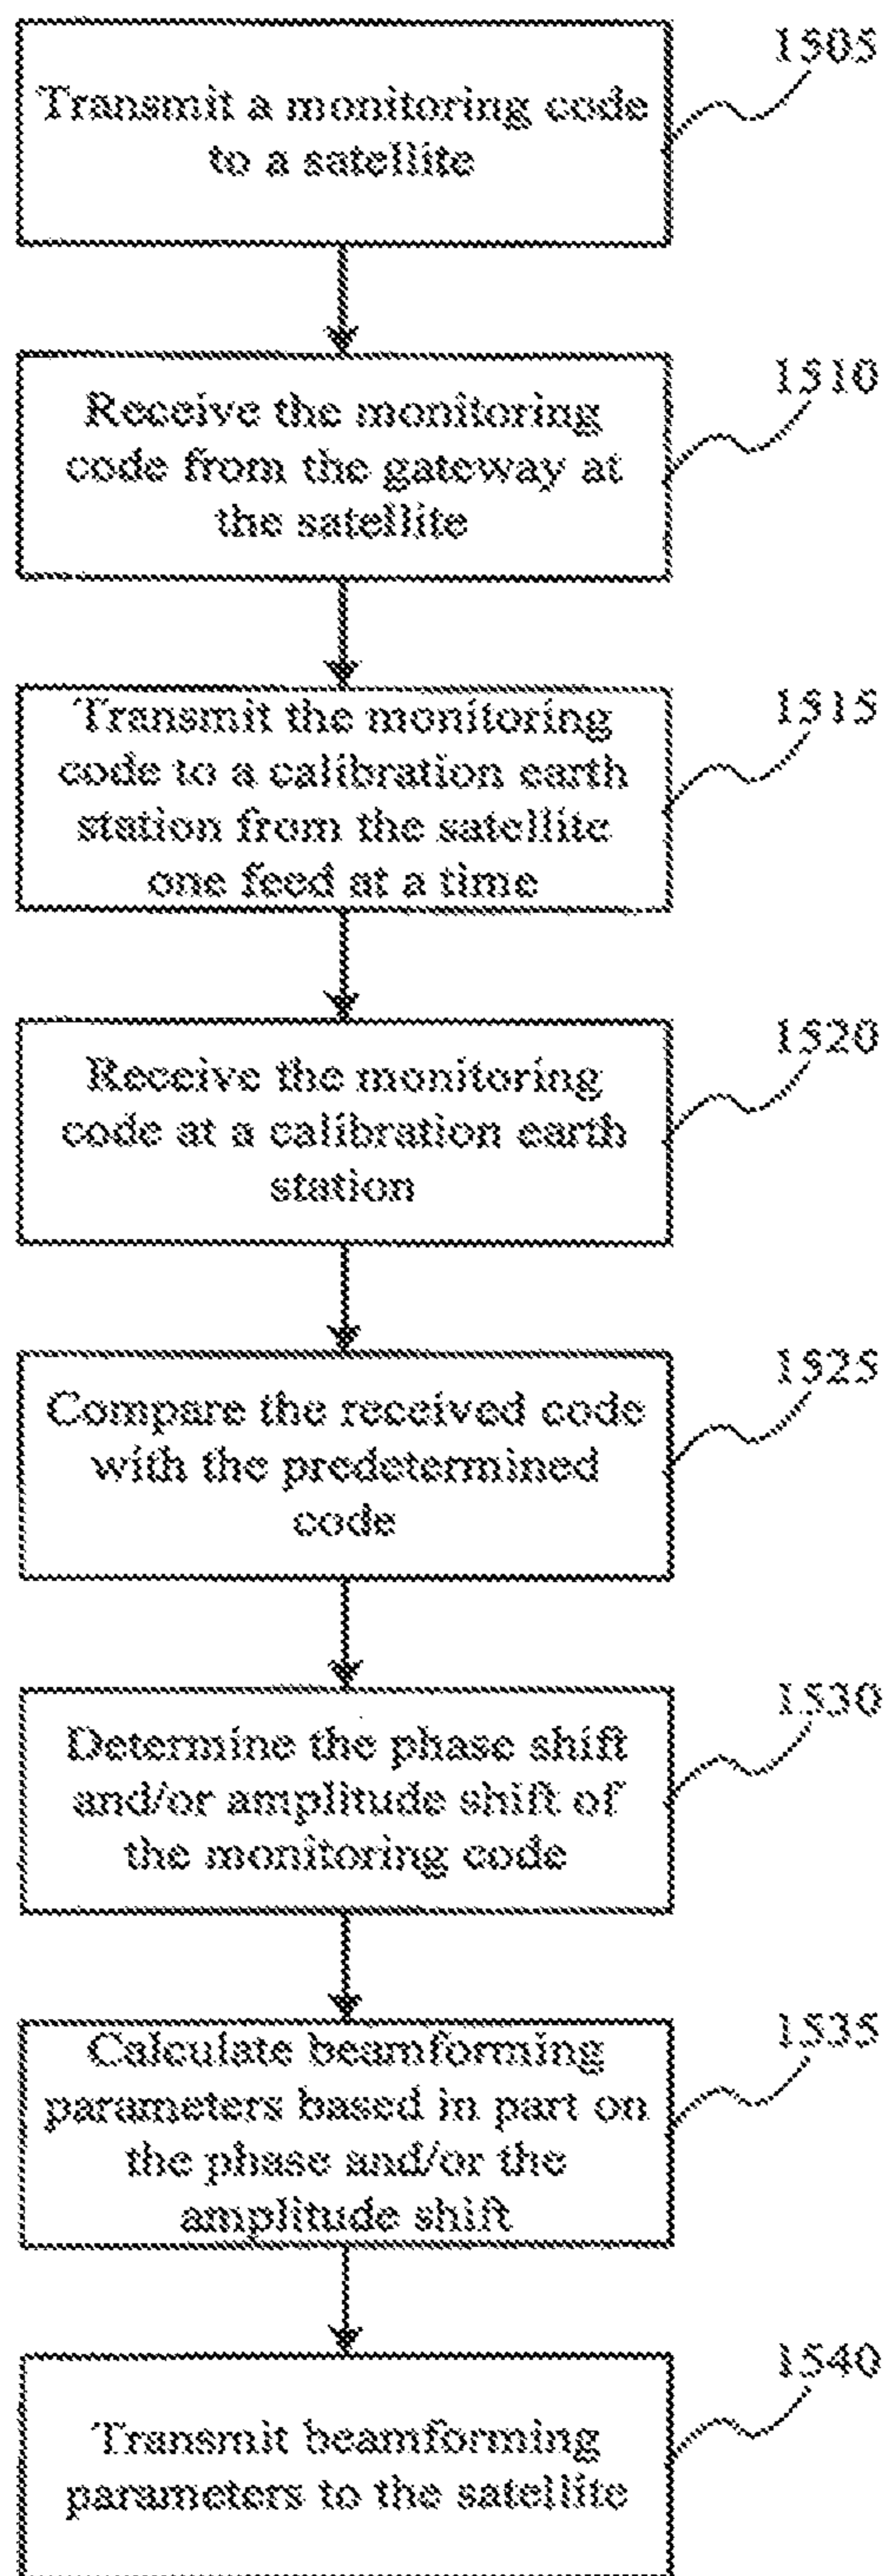 Transmit a monitoring code
to a satellite
1505
Receive the monitoring
code from the gateway at
the satellite
1510
Transmit the monitoring
code to a calibration earth
station from the satellite
one feed at a time
1515
Receive the monitoring
code at a calibration earth
station
1520
Compare the received code
with the predetermined
code
1525
Determine the phase shift
and/or amplitude shift of
the monitoring code
1530
Calculate beamforming
parameters based in part on
the phase and/or the
amplitude shift
1535
Transmit beamforming
parameters to the satellite
1540